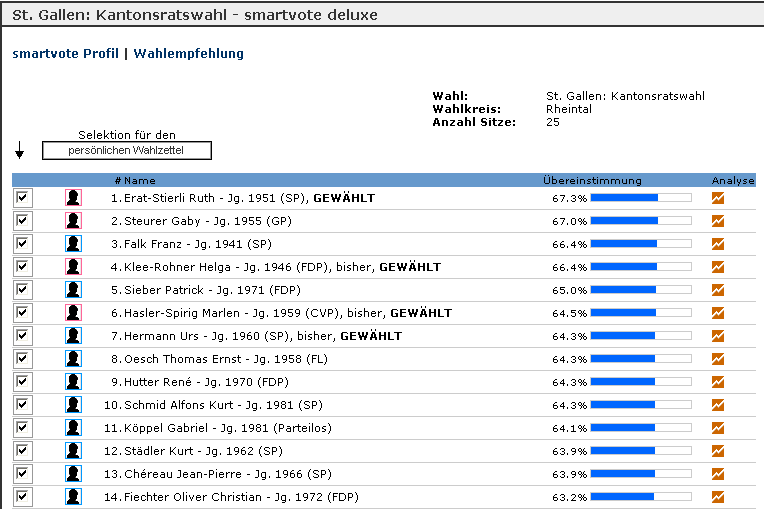 St. Gallen: Kantonsratswahl - smartvote deluxe
smartvote Profil | Wahlempfehlung
Wahl: St. Gallen: Kantonsratswahl
Wahlkreis: Rheintal
Anzahl Sitze: 25
Selektion für den
persönlichen Wahlzettel
# Name Übereinstimmung Analyse
1. Erat-Stierli Ruth - Jg. 1951 (SP), GEWÄHLT 67.3%
2. Steurer Gaby - Jg. 1955 (GP) 67.0%
3. Falk Franz - Jg. 1941 (SP) 66.4%
4. Klee-Rohner Helga - Jg. 1946 (FDP), bisher, GEWÄHLT 66.4%
5. Sieber Patrick - Jg. 1971 (FDP) 65.0%
6. Hasler-Spirig Marlen - Jg. 1959 (CVP), bisher, GEWÄHLT 64.5%
7. Hermann Urs - Jg. 1960 (SP), bisher, GEWÄHLT 64.3%
8. Oesch Thomas Ernst - Jg. 1958 (FL) 64.3%
9. Hutter René - Jg. 1970 (FDP) 64.3%
10. Schmid Alfons Kurt - Jg. 1981 (SP) 64.3%
11. Köppel Gabriel - Jg. 1981 (Parteilos) 64.1%
12. Städler Kurt - Jg. 1962 (SP) 63.9%
13. Chéreau Jean-Pierre - Jg. 1966 (SP) 63.9%
14. Fiechter Oliver Christian - Jg. 1972 (FDP) 63.2%